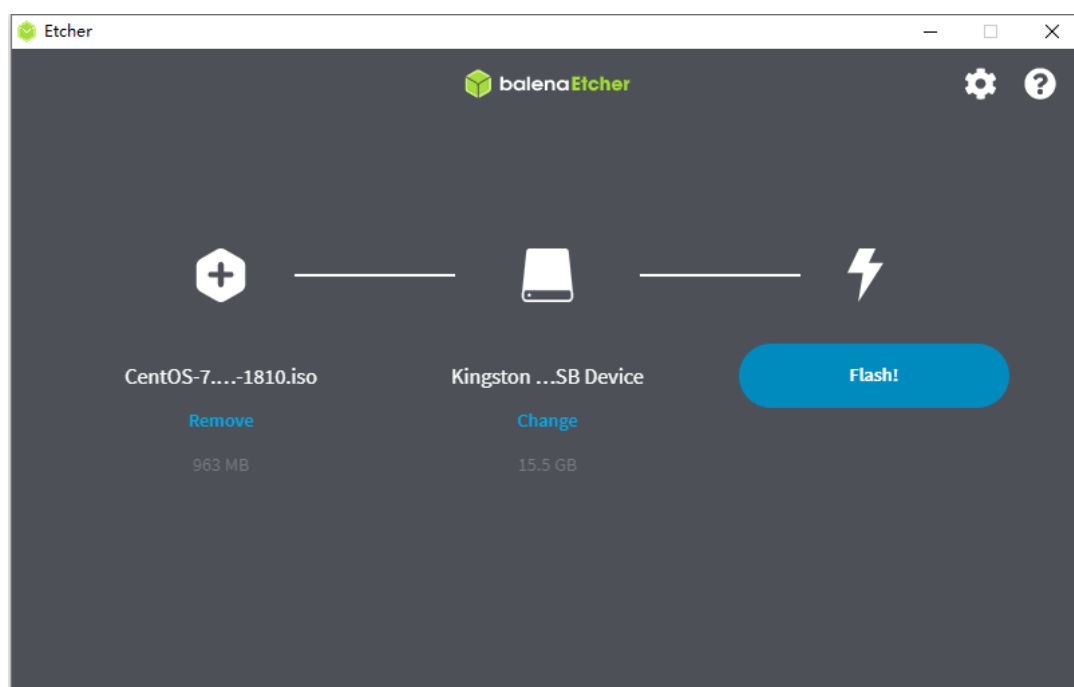 Etcher
balenaEtcher
CentOS-7.…-1810.iso
Kingston …SB Device
Flash!
Remove
Change
963 MB
15.5 GB